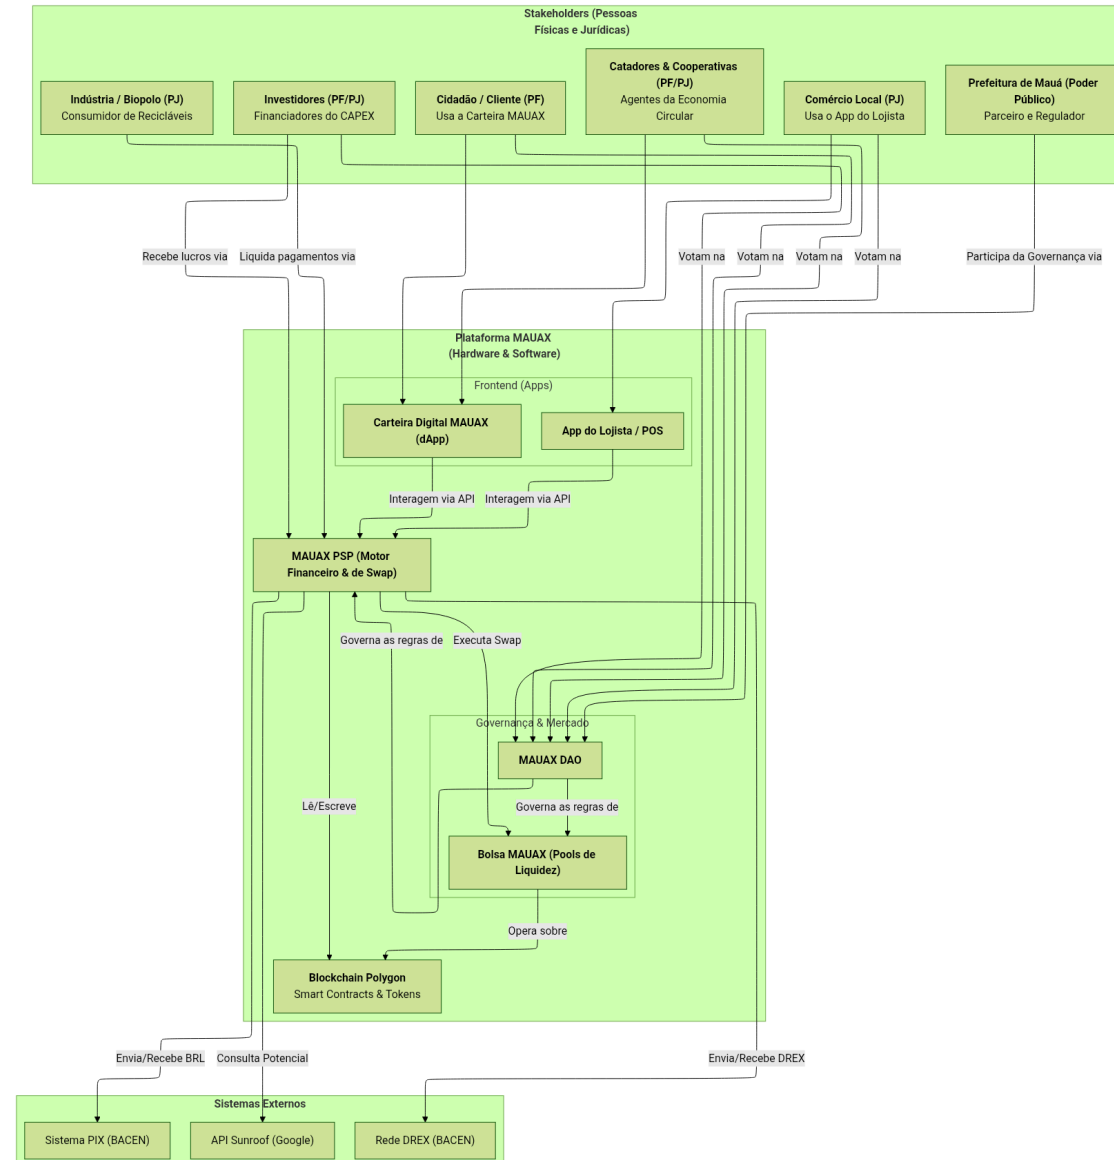 Stakeholders (Pessoas
Físicas e Jurídicas)
Indústria / Biopolo (PJ)
Consumidor de Recicláveis
Investidores (PF/PJ)
Financiadores do CAPEX
Cidadão / Cliente (PF)
Usa a Carteira MAUAX
Catadores & Cooperativas
(PF/PJ)
Agentes da Economia
Circular
Comércio Local (PJ)
Usa o App do Lojista
Prefeitura de Mauá (Poder
Público)
Parceiro e Regulador
Recebe lucros via
Liquida pagamentos via
Votam na
Votam na
Votam na
Votam na
Participa da Governança via
Plataforma MAUAX
(Hardware & Software)
Frontend (Apps)
Carteira Digital MAUAX
(dApp)
App do Lojista / POS
Interagem via API
Interagem via API
MAUAX PSP (Motor
Financeiro & de Swap)
Governa as regras de
Executa Swap
Governança & Mercado
MAUAX DAO
Lê/Escreve
Governa as regras de
Bolsa MAUAX (Pools de
Liquidez)
Opera sobre
Blockchain Polygon
Smart Contracts & Tokens
Envia/Recebe BRL
Consulta Potencial
Envia/Recebe DREX
Sistemas Externos
Sistema PIX (BACEN)
API Sunroof (Google)
Rede DREX (BACEN)